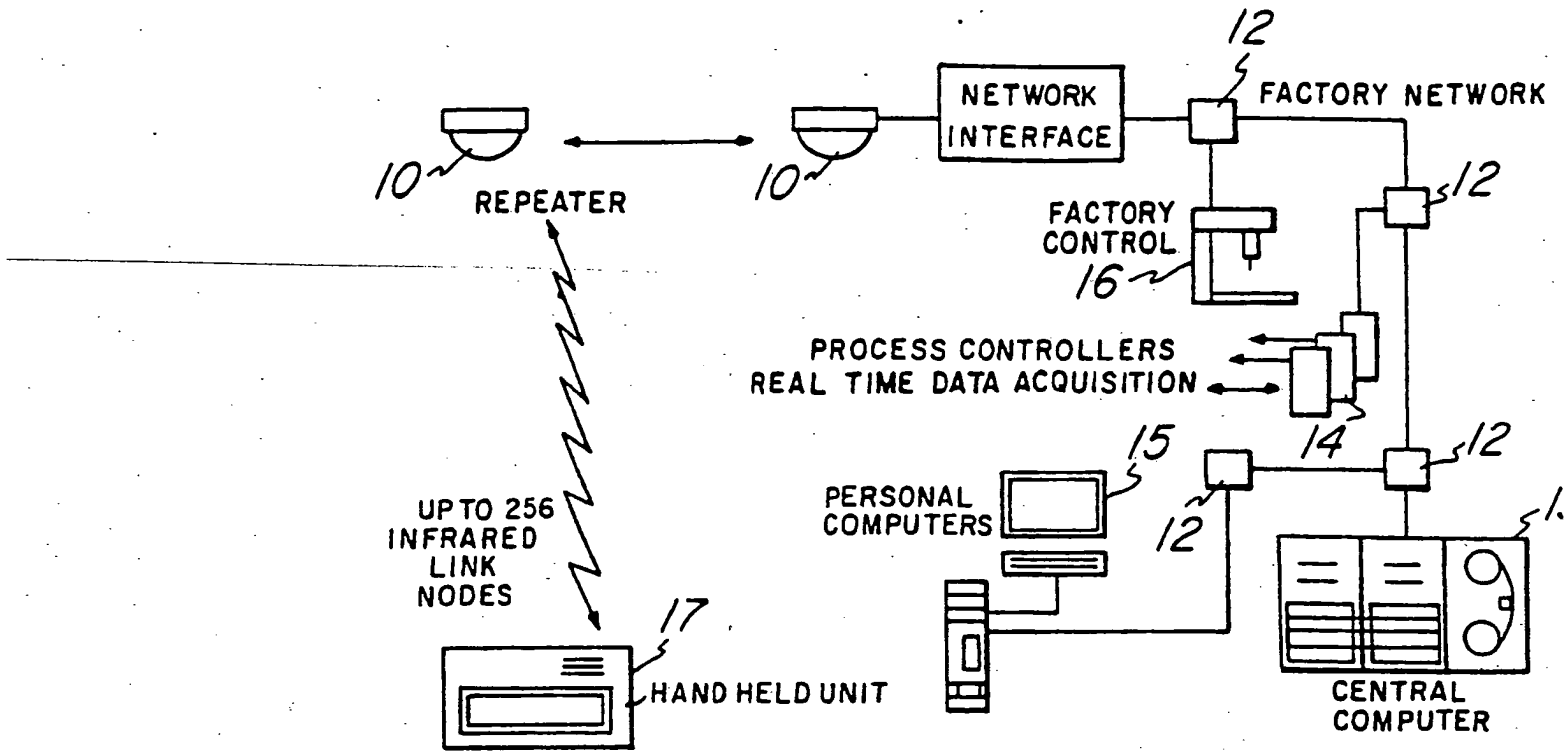 12
NETWORK
INTERFACE
FACTORY NETWORK
10
10
REPEATER
12
FACTORY
CONTROL
16
PROCESS CONTROLLERS
REAL TIME DATA ACQUISITION
14
15
12
PERSONAL
COMPUTERS
12
UP TO 256
INFRARED
LINK
NODES
1.
17
HAND HELD UNIT
CENTRAL
COMPUTER